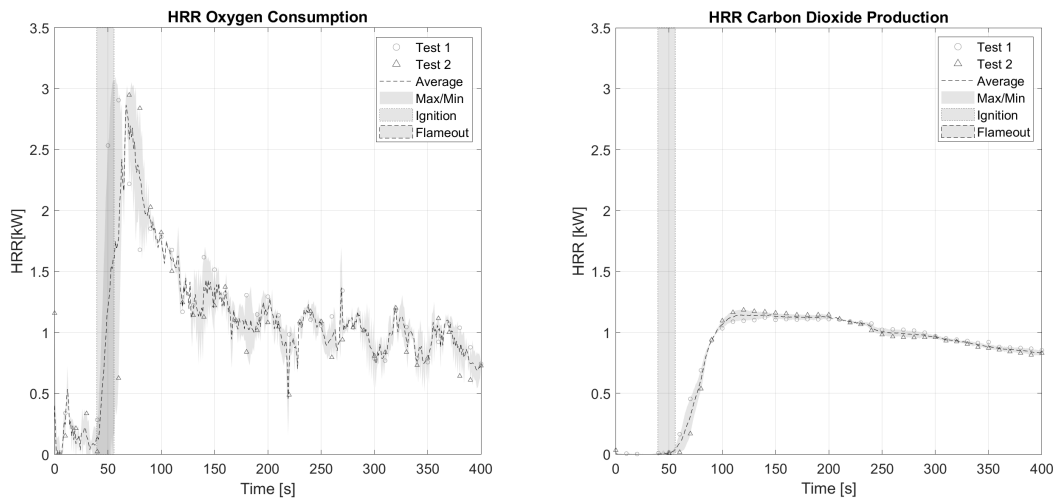 HRR Oxygen Consumption
3.5
3
2.5
2
1.5
1
0.5
0
HRR[kW]
0 50 100 150 200 250 300 350 400
Time [s]
Test 1
Test 2
Average
Max/Min
Ignition
Flameout
HRR Carbon Dioxide Production
3.5
3
2.5
2
1.5
1
0.5
0
HRR [kW]
0 50 100 150 200 250 300 350 400
Time [s]
Test 1
Test 2
Average
Max/Min
Ignition
Flameout